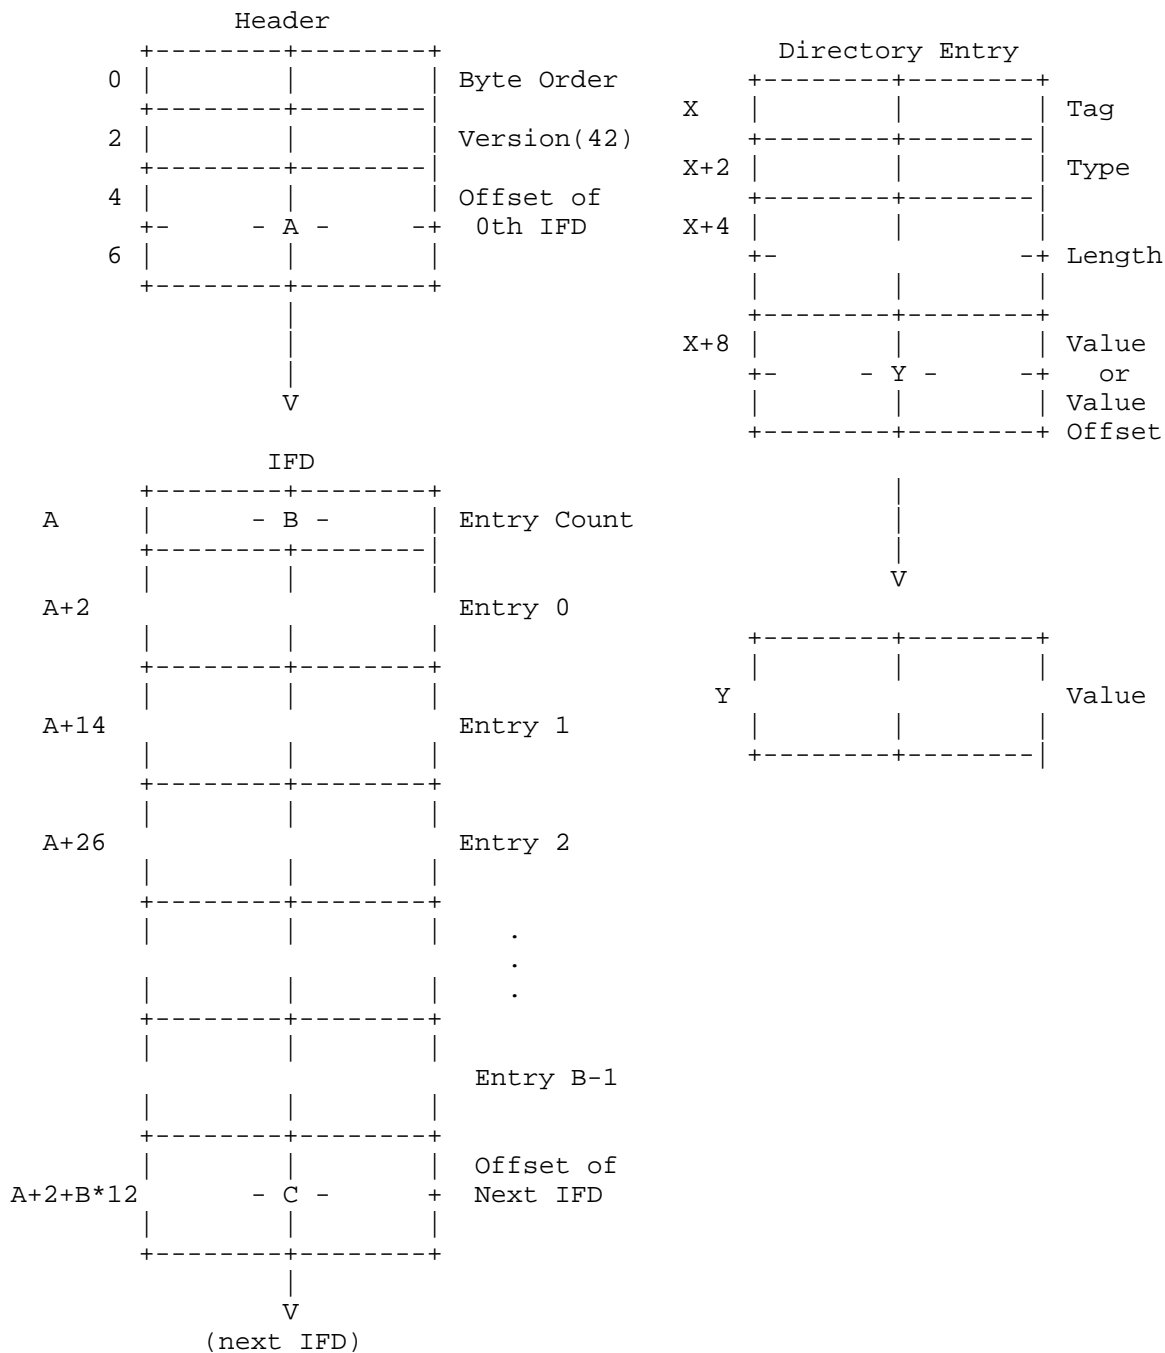 Header
+--------+--------+
0 |        |        | Byte Order
+--------+--------|
2 |        |        | Version(42)
+--------+--------|
4 |        |        | Offset of
+-     - A -     -+  0th IFD
6 |        |        |
+--------+--------+
|
|
|
V
IFD
+--------+--------+
A |      - B -      | Entry Count
+--------+--------|
|        |        |
A+2                 Entry 0
|        |        |
+--------+--------+
|        |        |
A+14                Entry 1
|        |        |
+--------+--------+
|        |        |
A+26                Entry 2
|        |        |
+--------+--------+
|        |        |    .
.
|        |        |    .
+--------+--------+
|        |        |
Entry B-1
|        |        |
+--------+--------+
|        |        |  Offset of
A+2+B*12       - C -      +  Next IFD
|        |        |
+--------+--------+
|
V
(next IFD)
Directory Entry
+--------+--------+
X   |        |        | Tag
+--------+--------|
X+2 |        |        | Type
+--------+--------|
X+4 |        |        |
+-               -+ Length
|        |        |
+--------+--------+
X+8 |        |        | Value
+-     - Y -     -+   or
|        |        | Value
+--------+--------+ Offset
|
|
|
V
+--------+--------+
|        |        |
Y                     Value
|        |        |
+--------+--------|